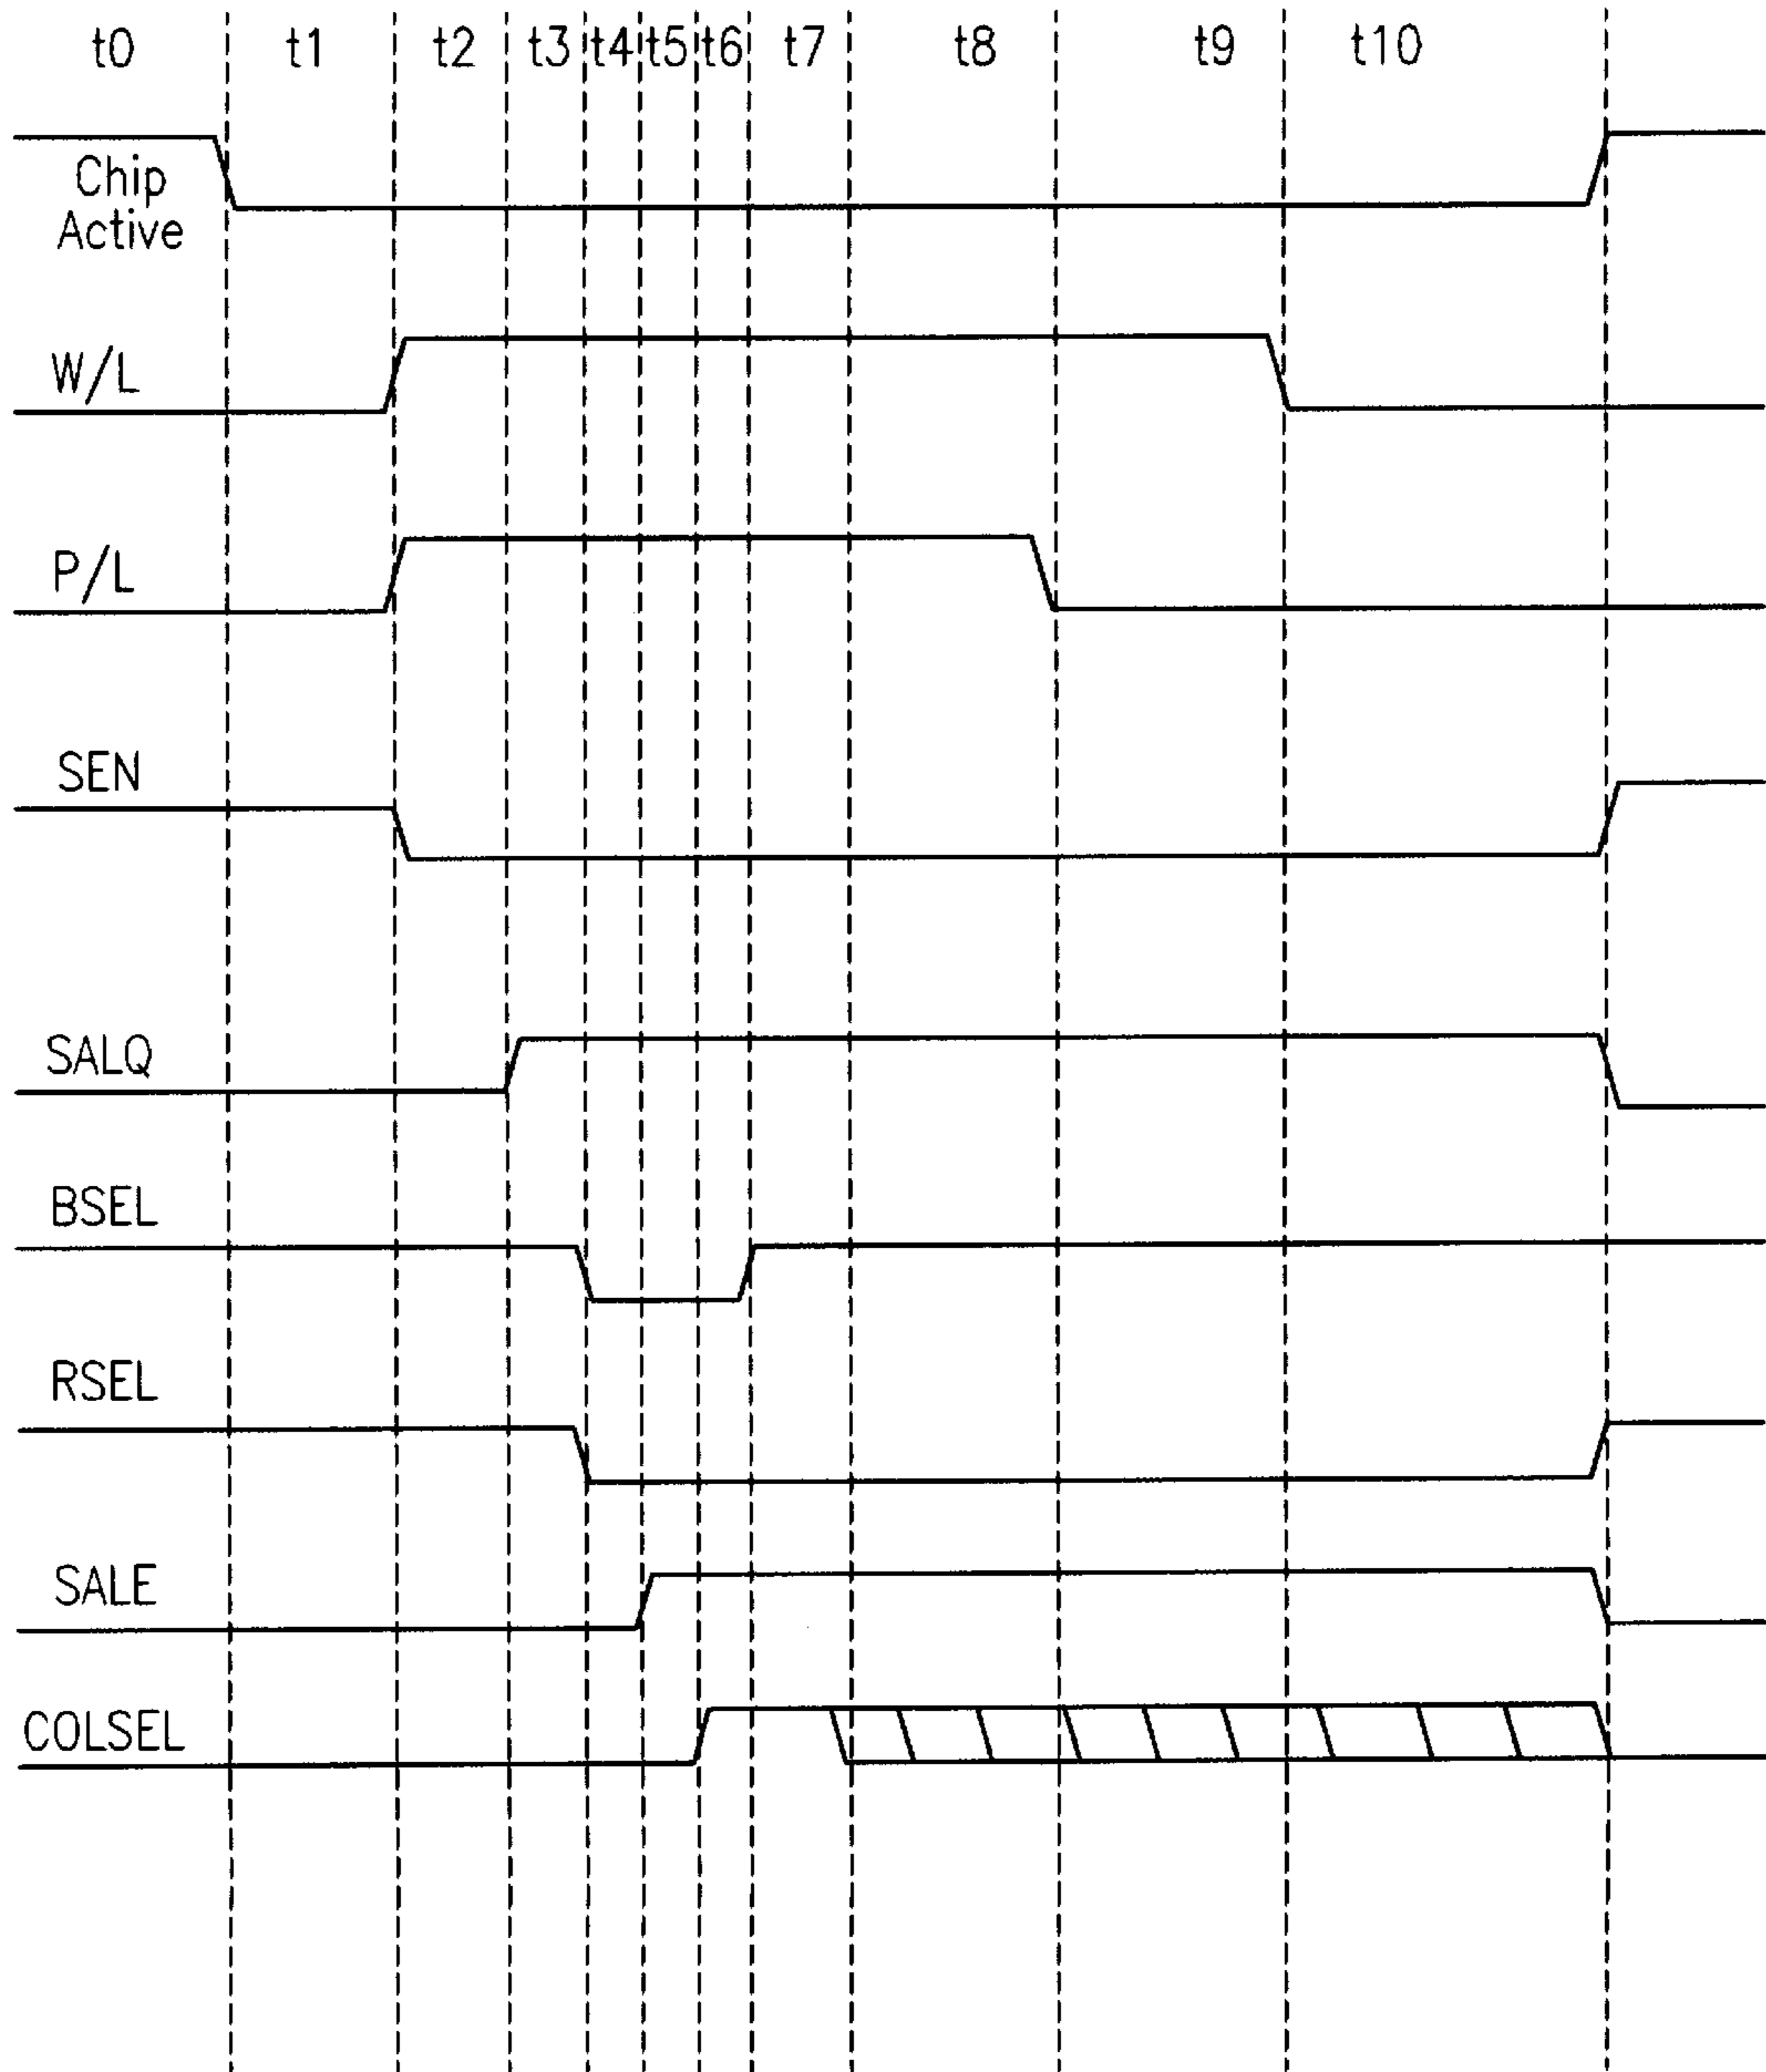 t0 t1 t2 t3 t4 t5 t6 t7 t8 t9 t10
Chip
Active
W/L
P/L
SEN
SALQ
BSEL
RSEL
SALE
COLSEL